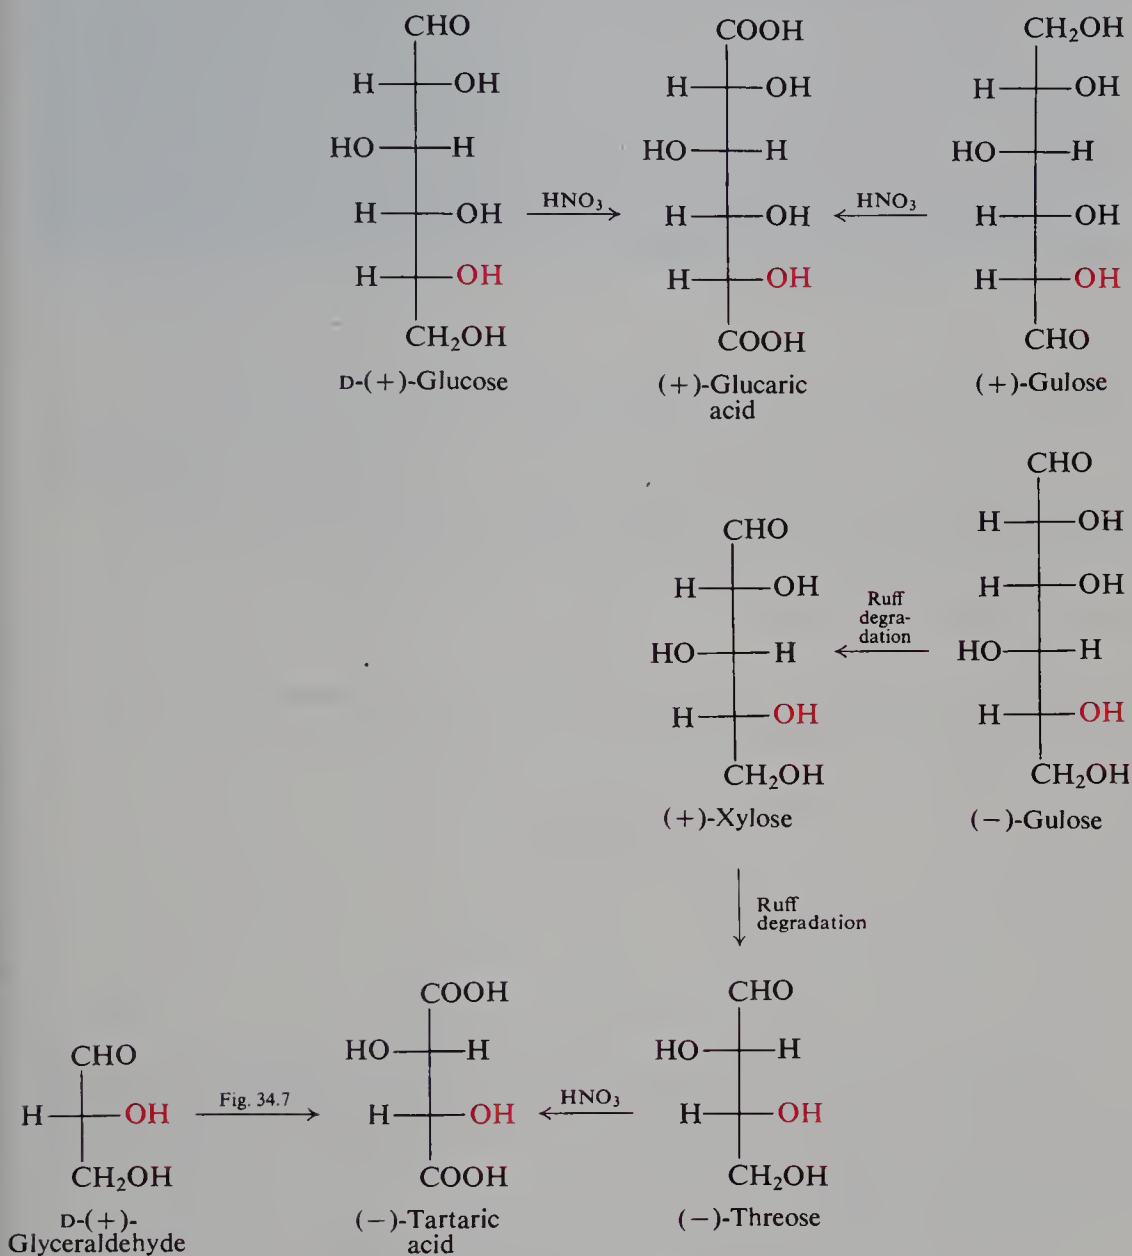 CHO
H OH
HO H
H OH
H OH
CH₂OH
D-(+)-Glucose
HNO₃
COOH
H OH
HO H
H OH
H OH
COOH
(+)-Glucaric
acid
HNO₃
CH₂OH
H OH
HO H
H OH
H OH
CHO
(+)-Gulose
CHO
H OH
H OH
HO H
H OH
CH₂OH
(−)-Gulose
Ruff
degra-
dation
CHO
H OH
HO H
H OH
CH₂OH
(+)-Xylose
Ruff
degradation
CHO
H OH
CH₂OH
D-(+)-
Glyceraldehyde
Fig. 34.7
COOH
HO H
H OH
COOH
(−)-Tartaric
acid
HNO₃
CHO
HO H
H OH
CH₂OH
(−)-Threose